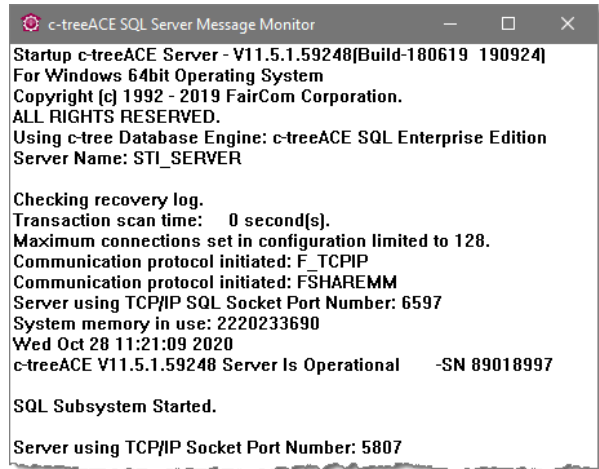 c-treeACE SQL Server Message Monitor
Startup c-treeACE Server - V11.5.1.59248(Build-180619 190924)
For Windows 64bit Operating System
Copyright (c) 1992 - 2019 FairCom Corporation.
ALL RIGHTS RESERVED.
Using c-tree Database Engine: c-treeACE SQL Enterprise Edition
Server Name: STI_SERVER
Checking recovery log.
Transaction scan time: 0 second(s).
Maximum connections set in configuration limited to 128.
Communication protocol initiated: F_TCPIP
Communication protocol initiated: FSHAREMM
Server using TCP/IP SQL Socket Port Number: 6597
System memory in use: 2220233690
Wed Oct 28 11:21:09 2020
c-treeACE V11.5.1.59248 Server Is Operational -SN 89018997
SQL Subsystem Started.
Server using TCP/IP Socket Port Number: 5807